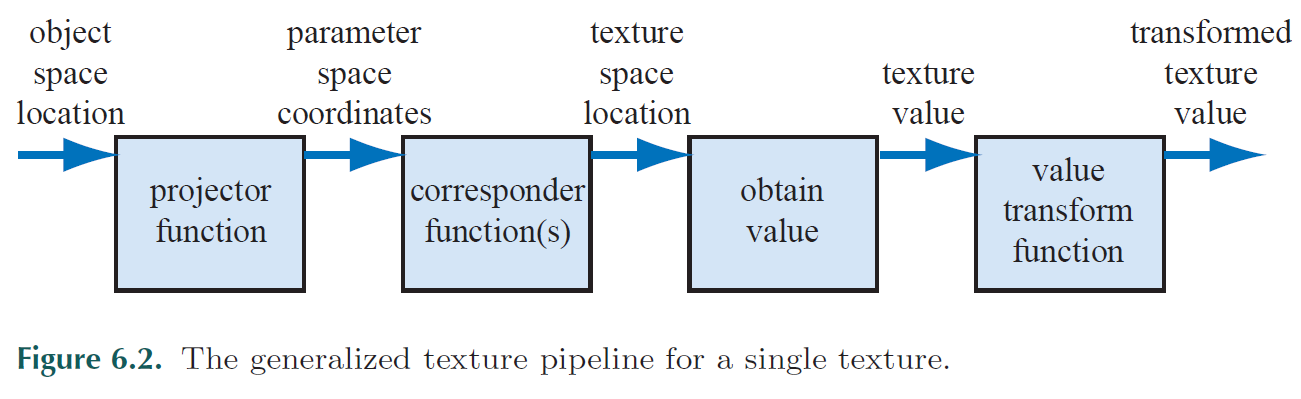 object
space
location
parameter
space
coordinates
texture
space
location
texture
value
transformed
texture
value
projector
function
corresponder
function(s)
obtain
value
value
transform
function
Figure 6.2. The generalized texture pipeline for a single texture.